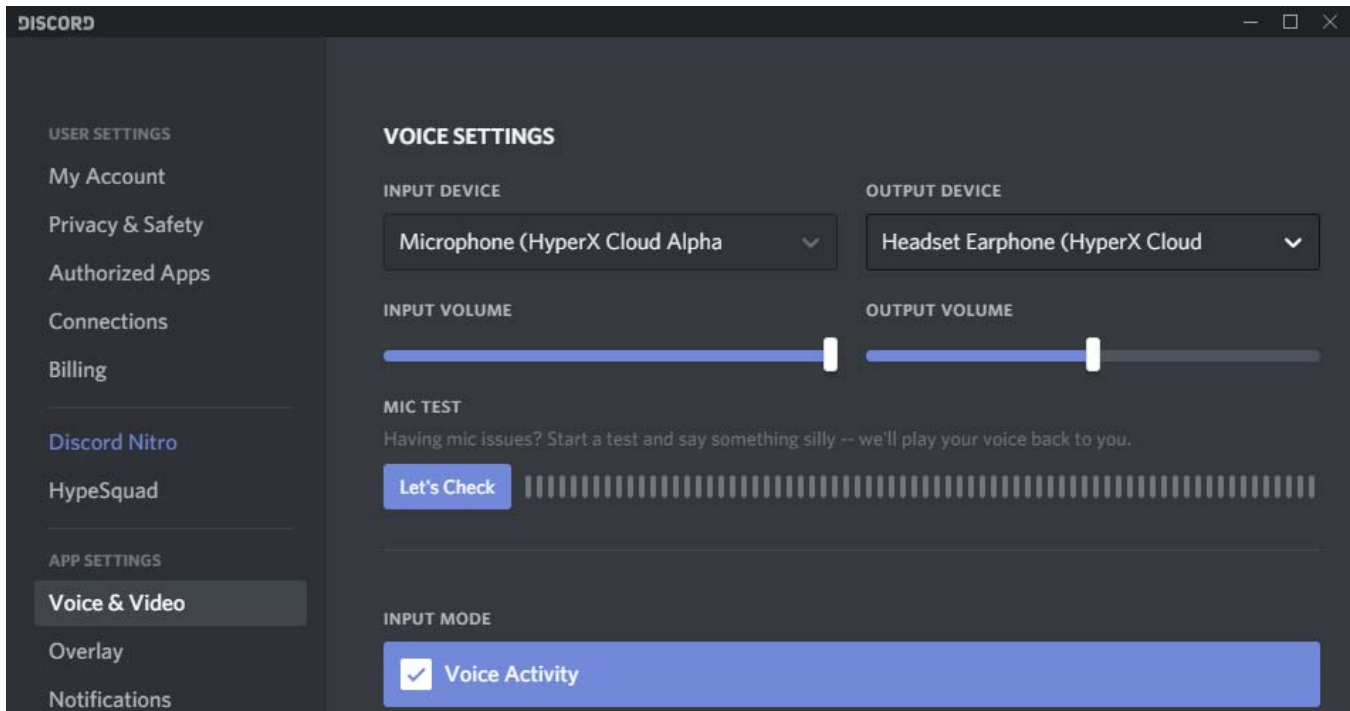 DISCORD
USER SETTINGS
My Account
Privacy & Safety
Authorized Apps
Connections
Billing
Discord Nitro
HypeSquad
APP SETTINGS
Voice & Video
Overlay
Notifications
VOICE SETTINGS
INPUT DEVICE
Microphone (HyperX Cloud Alpha
OUTPUT DEVICE
Headset Earphone (HyperX Cloud
INPUT VOLUME
OUTPUT VOLUME
MIC TEST
Having mic issues? Start a test and say something silly -- we'll play your voice back to you.
Let's Check
INPUT MODE
Voice Activity